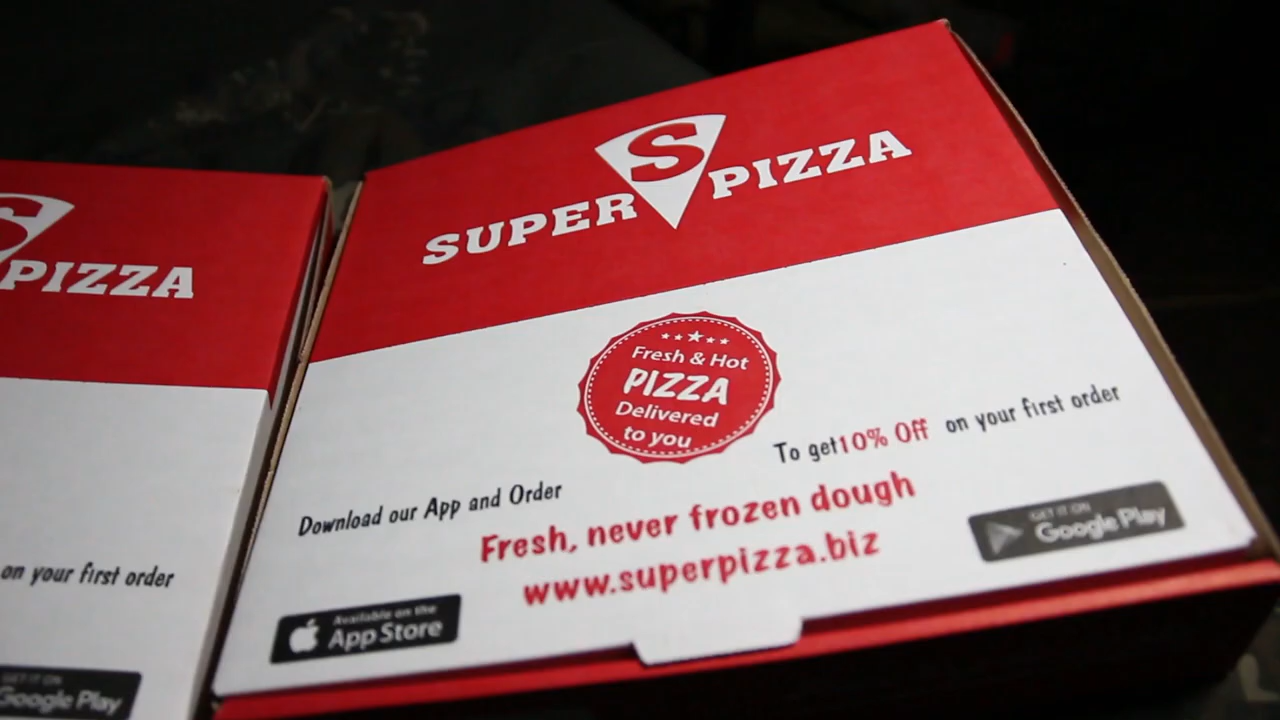 S
SUPER PIZZA
Fresh & Hot
PIZZA
Delivered
to you
Download our App and Order
To get10% Off on your first order
Fresh, never frozen dough
www.superpizza.biz
Available on the
App Store
GET IT ON
Google Play
S
PIZZA
on your first order
GET IT ON
Google Play